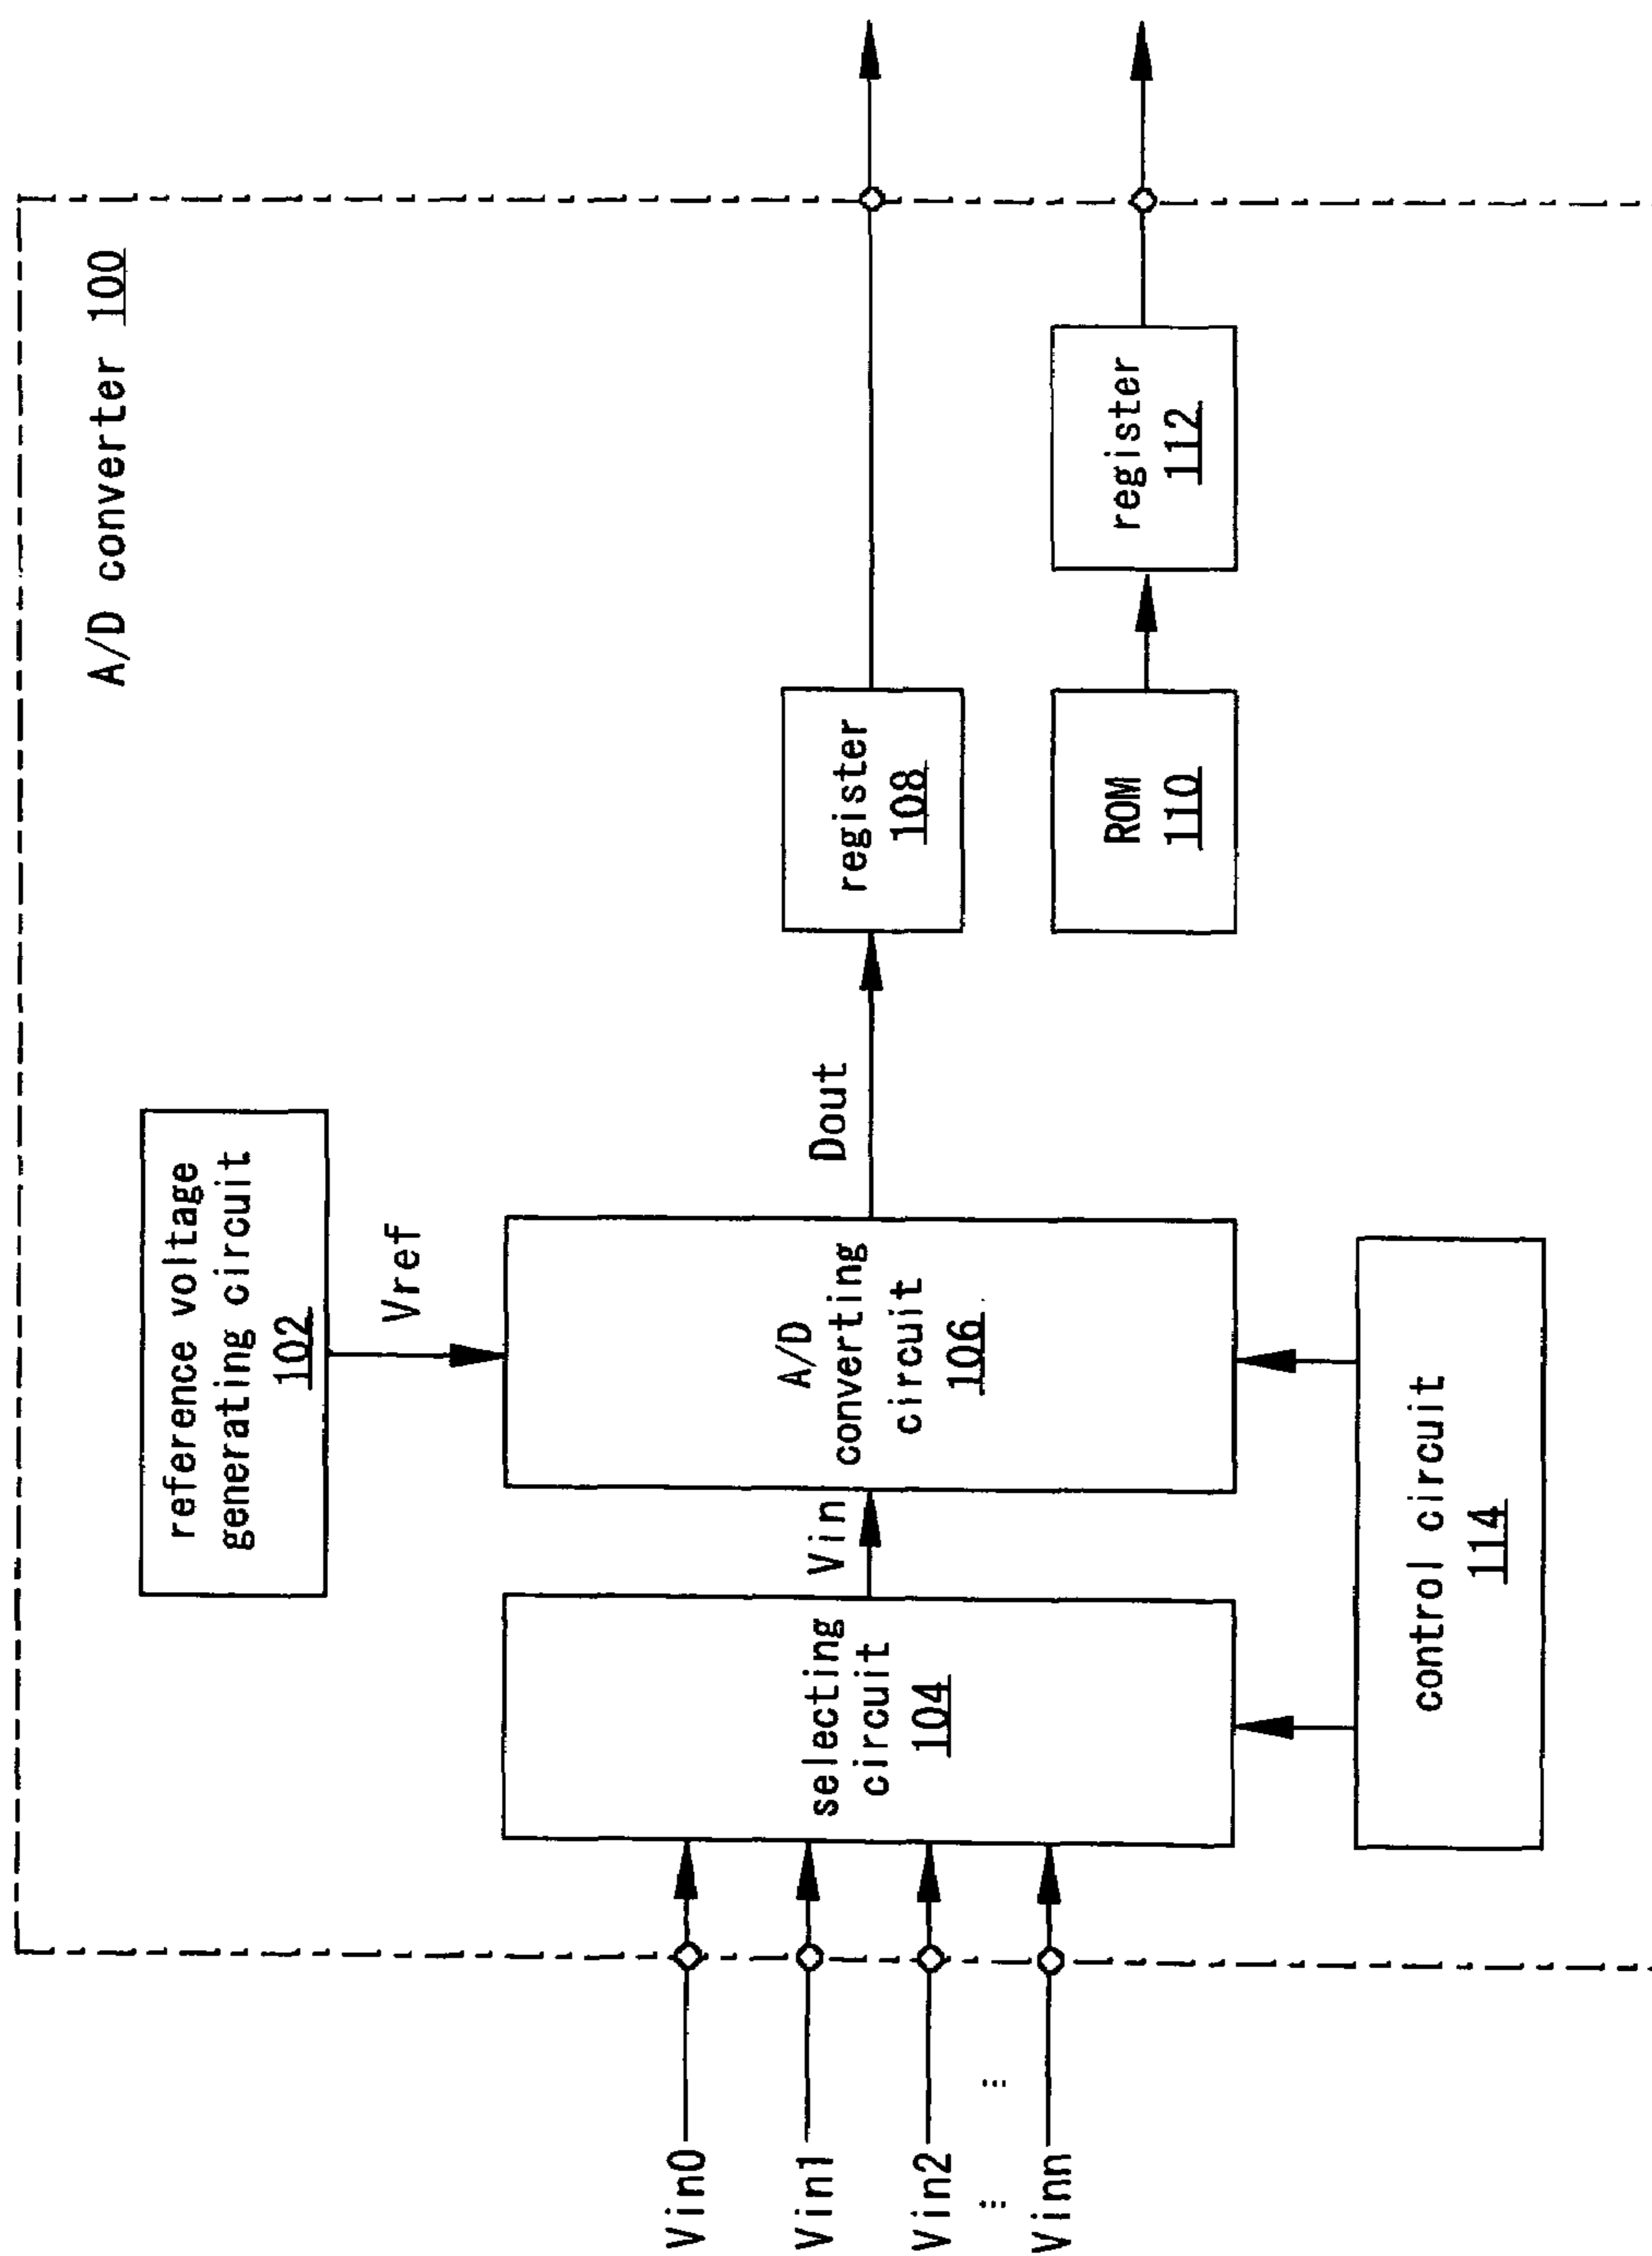 A/D converter 100
reference voltage
generating circuit
102
Vref
Vin0
Vin1
Vin2
Vinn
selecting
circuit
104
Vin
A/D
converting
circuit
106
Dout
register
108
ROM
110
register
112
control circuit
114